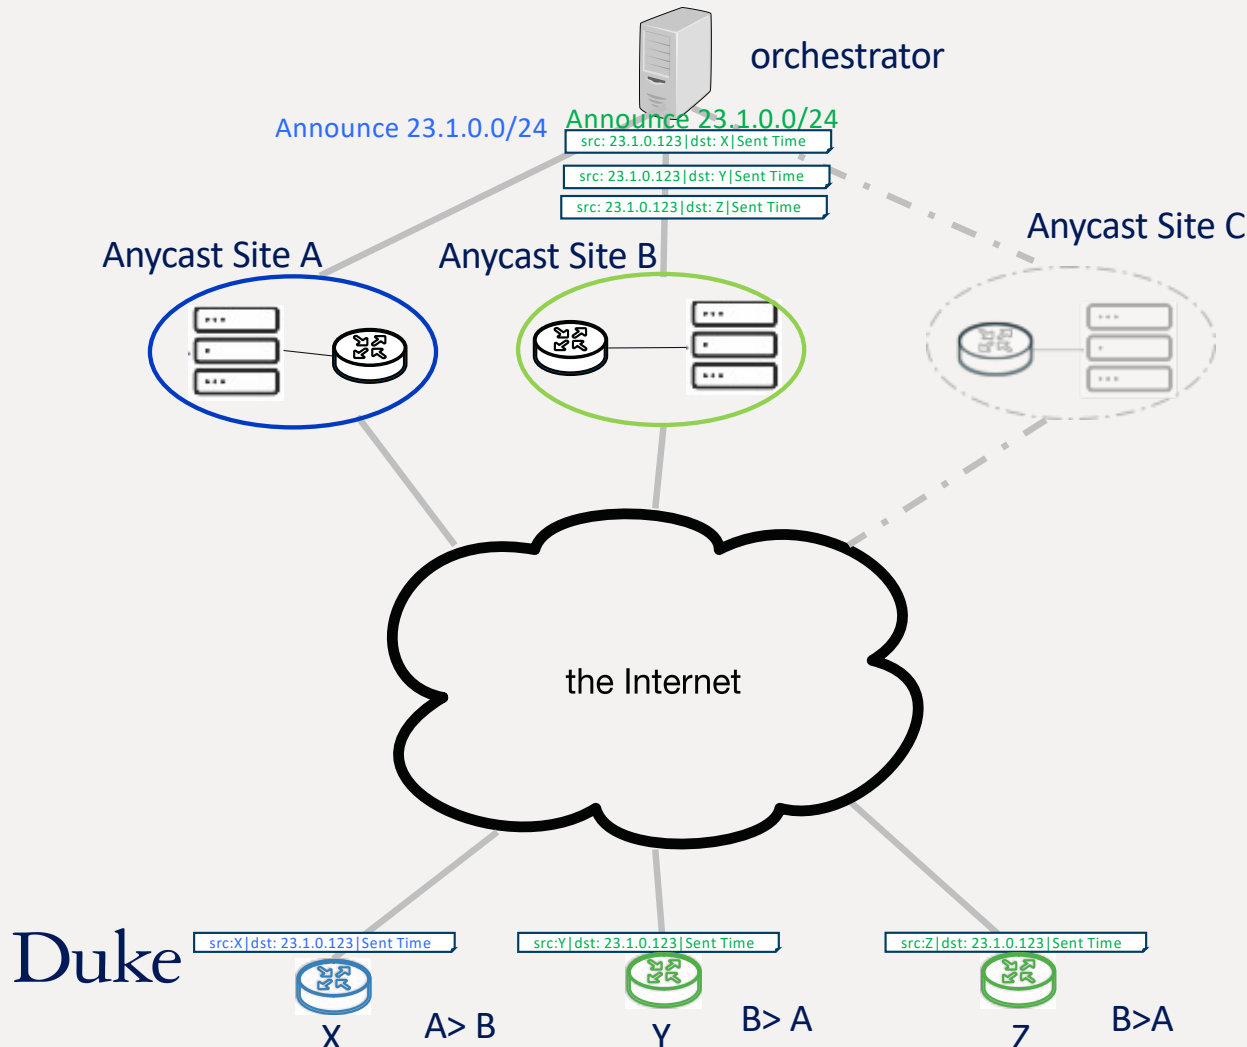 orchestrator
Announce 23.1.0.0/24
Announce 23.1.0.0/24
src: 23.1.0.123|dst: X|Sent Time
src: 23.1.0.123|dst: Y|Sent Time
src: 23.1.0.123|dst: Z|Sent Time
Anycast Site A
Anycast Site B
Anycast Site C
the Internet
Duke
src:X|dst: 23.1.0.123|Sent Time
src:Y|dst: 23.1.0.123|Sent Time
src:Z|dst: 23.1.0.123|Sent Time
X
A> B
Y
B> A
Z
B>A